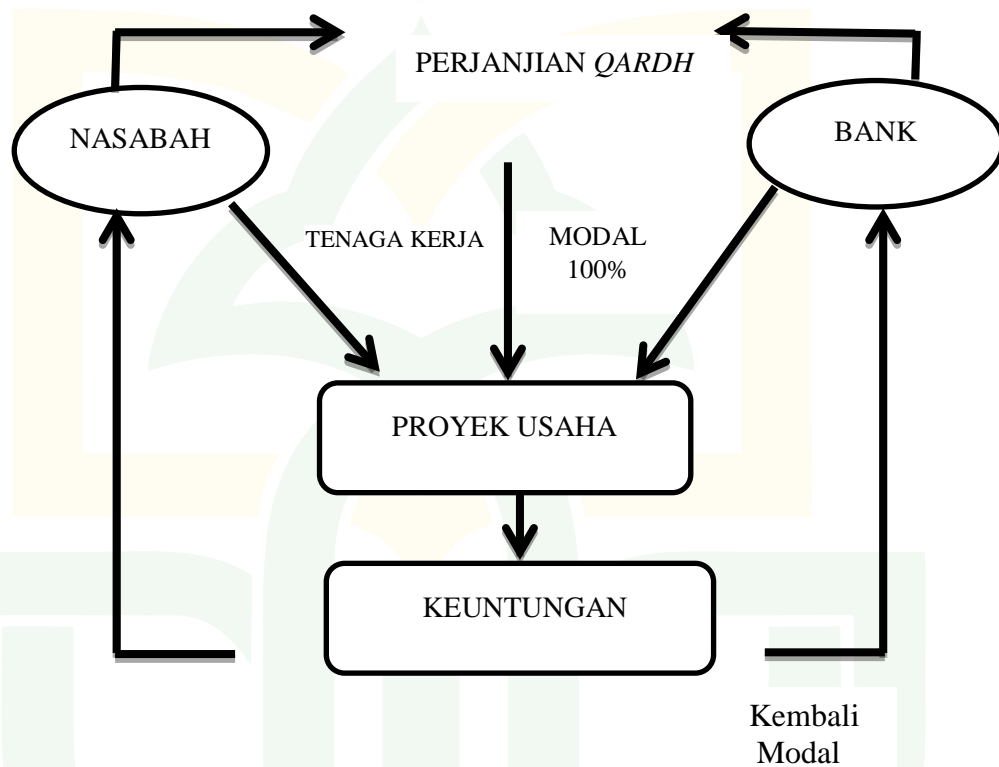 PERJANJIAN QARDH
NASABAH
BANK
TENAGA KERJA
MODAL
100%
PROYEK USAHA
KEUNTUNGAN
Kembali
Modal